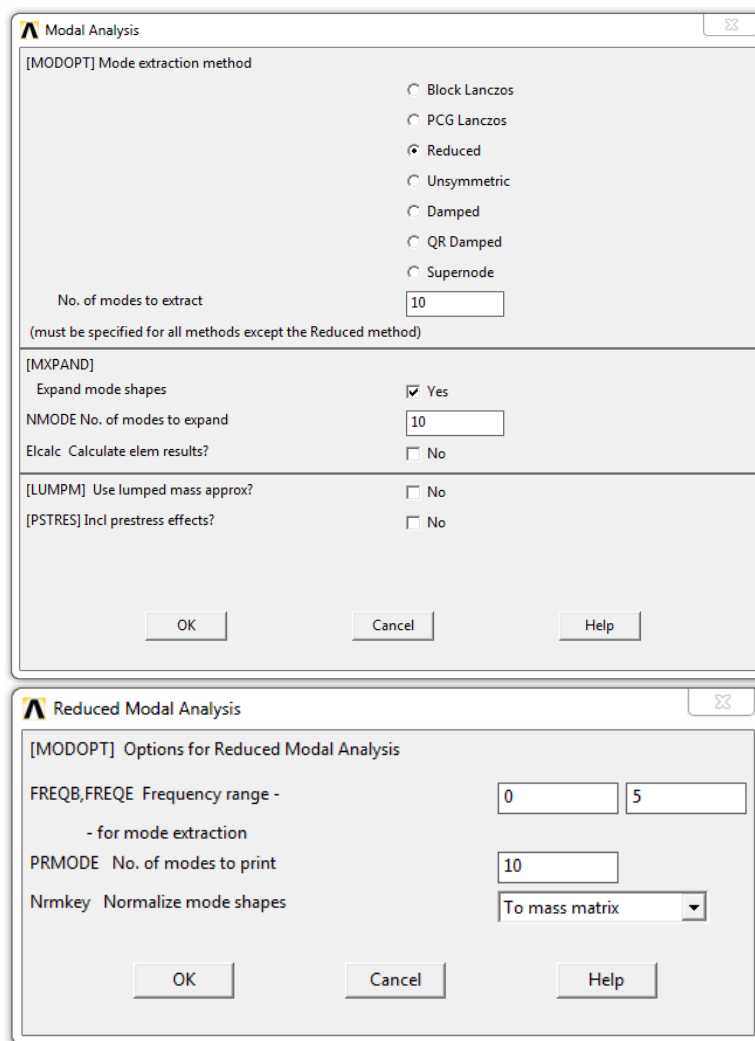 Modal Analysis
[MODOPT] Mode extraction method
Block Lanczos
PCG Lanczos
Reduced
Unsymmetric
Damped
QR Damped
Supernode
No. of modes to extract 10
(must be specified for all methods except the Reduced method)
[MXPAND]
Expand mode shapes Yes
NMODE No. of modes to expand 10
Elcalc Calculate elem results? No
[LUMPM] Use lumped mass approx? No
[PSTRES] Incl prestress effects? No
OK Cancel Help
Reduced Modal Analysis
[MODOPT] Options for Reduced Modal Analysis
FREQB,FREQE Frequency range - 0 5
- for mode extraction
PRMODE No. of modes to print 10
Nrmkey Normalize mode shapes To mass matrix
OK Cancel Help